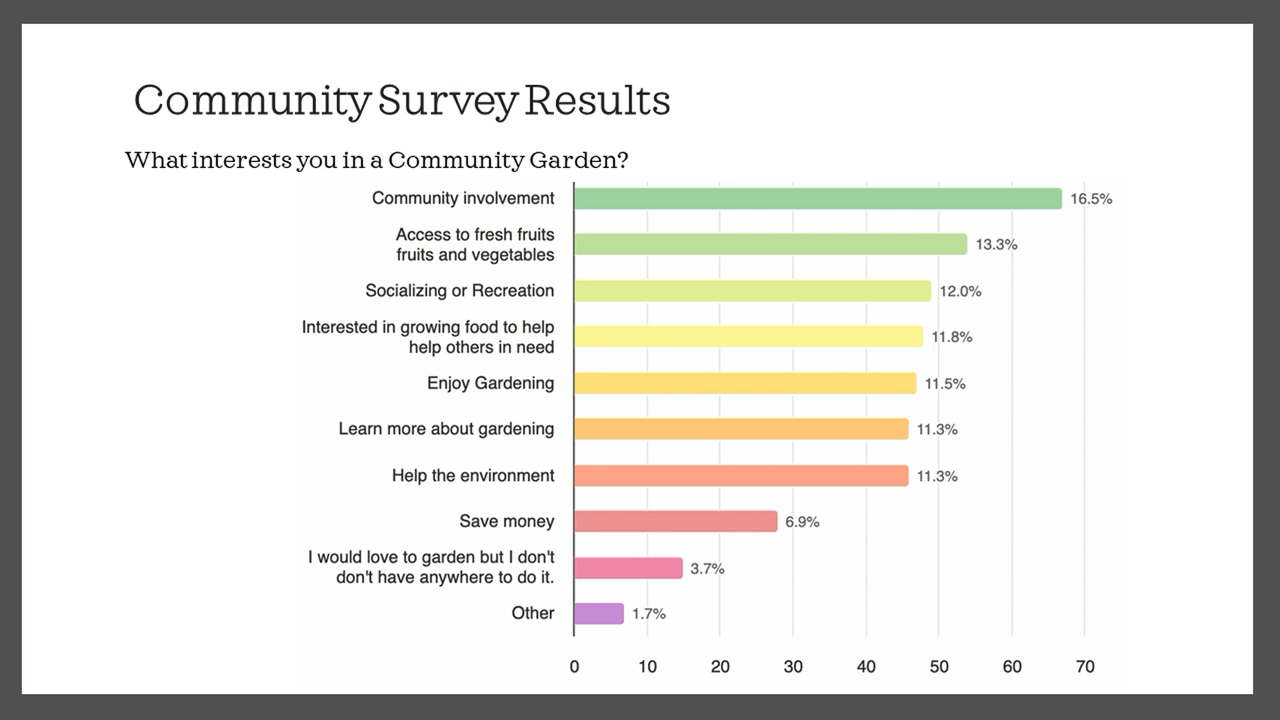 Community Survey Results
What interests you in a Community Garden?
Community involvement 16.5%
Access to fresh fruits
fruits and vegetables 13.3%
Socializing or Recreation 12.0%
Interested in growing food to help
help others in need 11.8%
Enjoy Gardening 11.5%
Learn more about gardening 11.3%
Help the environment 11.3%
Save money 6.9%
I would love to garden but I don't
don't have anywhere to do it. 3.7%
Other 1.7%
0 10 20 30 40 50 60 70